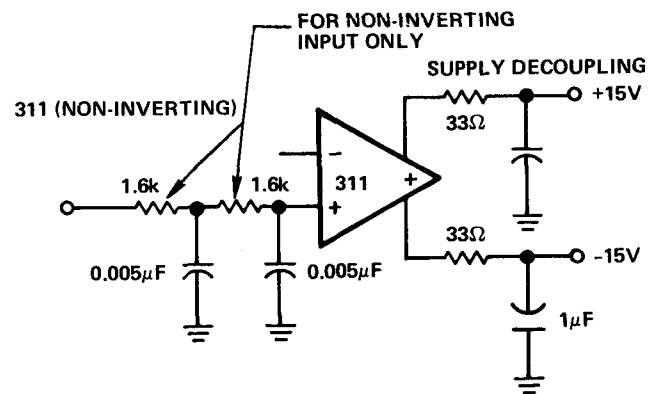 FOR NON-INVERTING
INPUT ONLY
SUPPLY DECOUPLING
311 (NON-INVERTING)
+15V
33Ω
1.6k
1.6k
−
311
+
+
33Ω
−15V
0.005μF
0.005μF
1μF